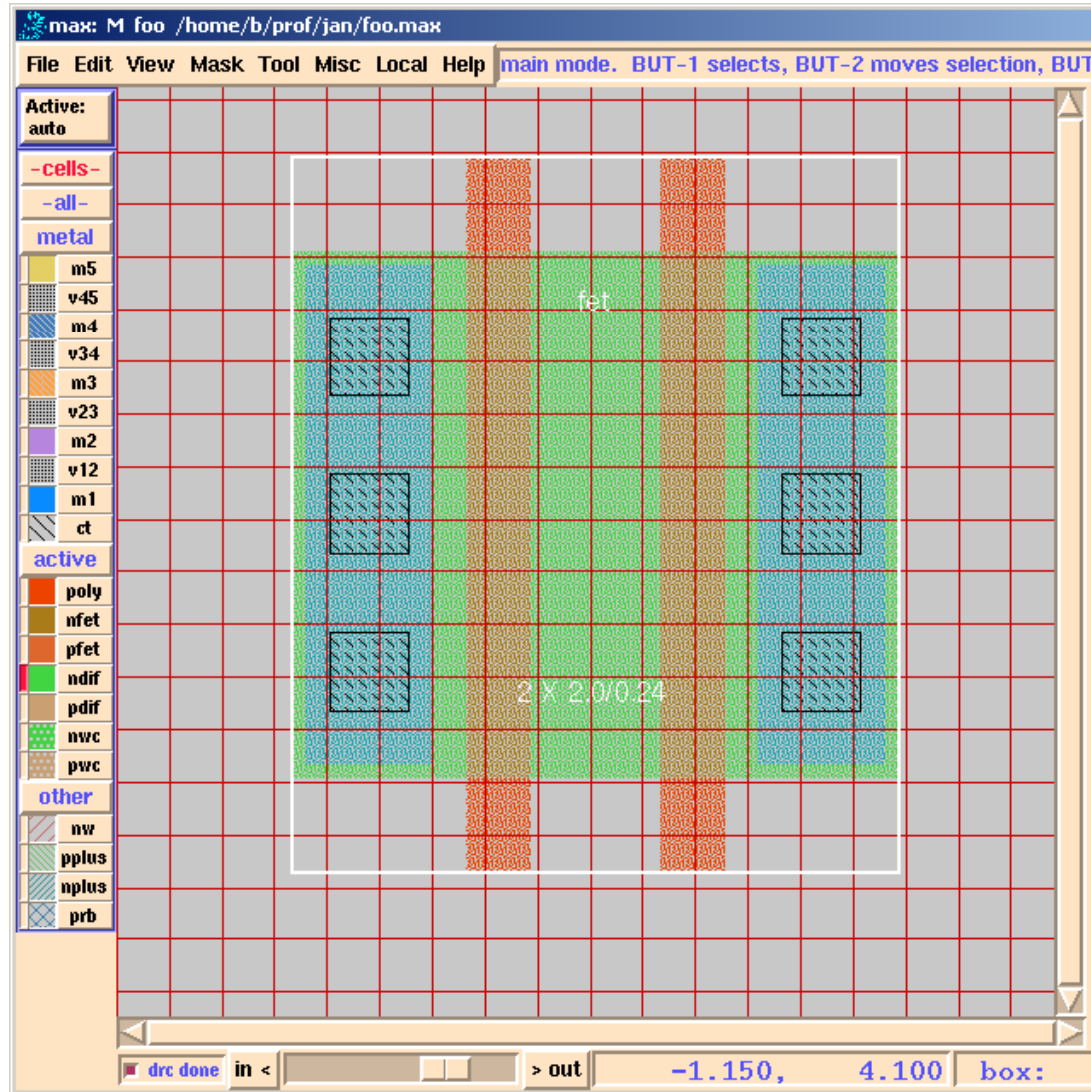 max: M foo /home/b/prof/jan/foo.max
File Edit View Mask Tool Misc Local Help main mode. BUT-1 selects, BUT-2 moves selection, BUT
Active:
auto
-cells-
-all-
metal
m5
v45
m4
v34
m3
v23
m2
v12
m1
ct
active
poly
nfet
pfet
ndif
pdif
nwc
pwc
other
nw
pplus
nplus
prb
fet
2 X 2.0/0.24
drc done in < > out -1.150, 4.100 box: